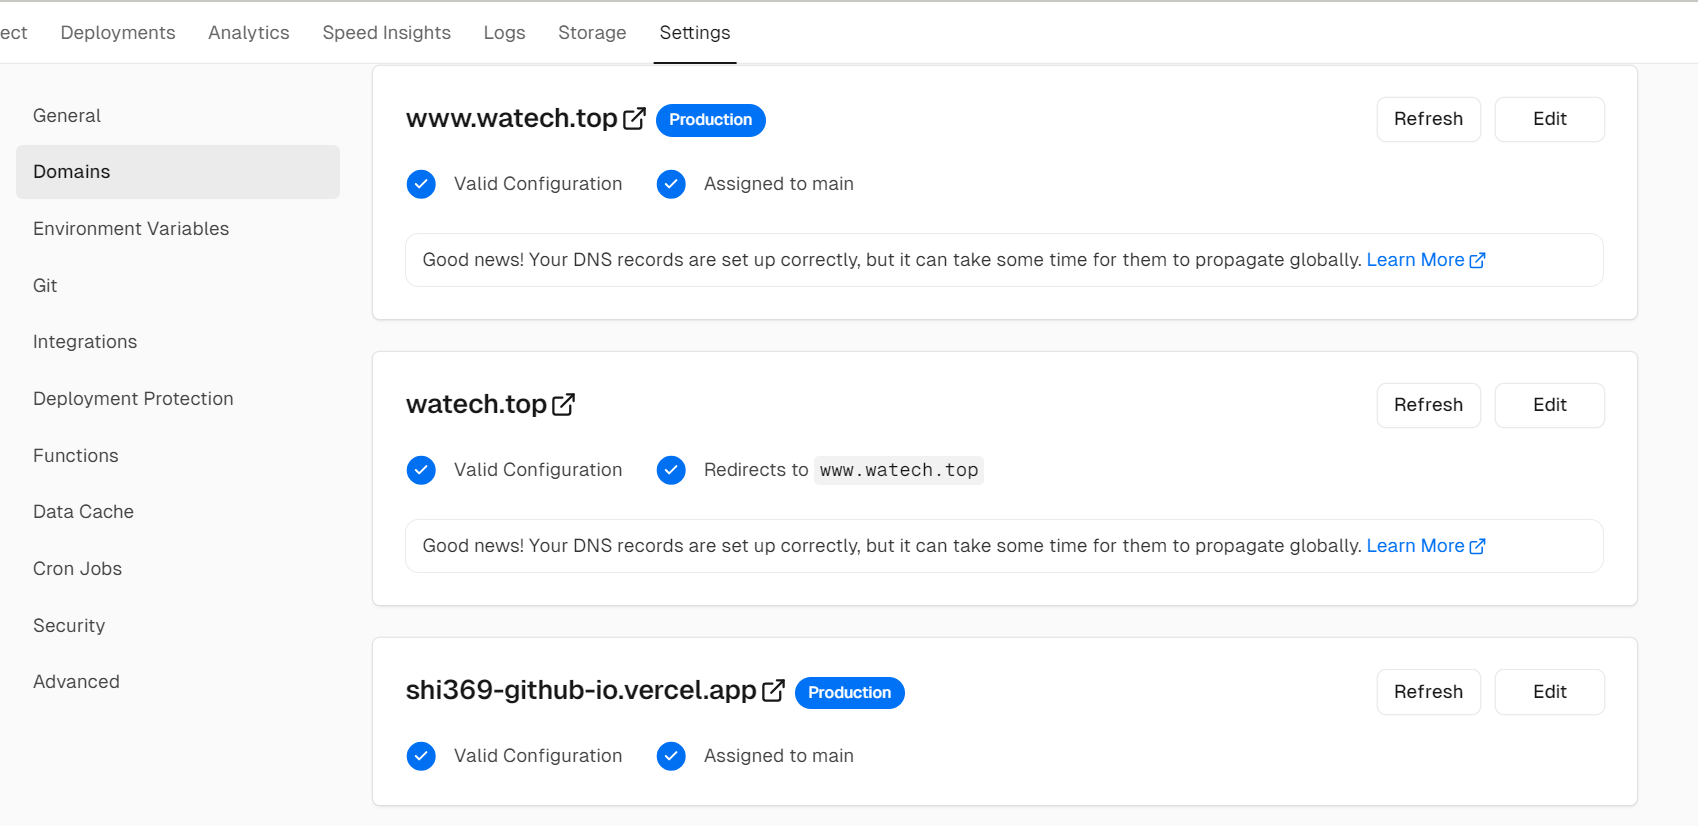 ect Deployments Analytics Speed Insights Logs Storage Settings
General
Domains
Environment Variables
Git
Integrations
Deployment Protection
Functions
Data Cache
Cron Jobs
Security
Advanced
www.watech.top Production Refresh Edit
Valid Configuration Assigned to main
Good news! Your DNS records are set up correctly, but it can take some time for them to propagate globally. Learn More
watech.top Refresh Edit
Valid Configuration Redirects to www.watech.top
Good news! Your DNS records are set up correctly, but it can take some time for them to propagate globally. Learn More
shi369-github-io.vercel.app Production Refresh Edit
Valid Configuration Assigned to main